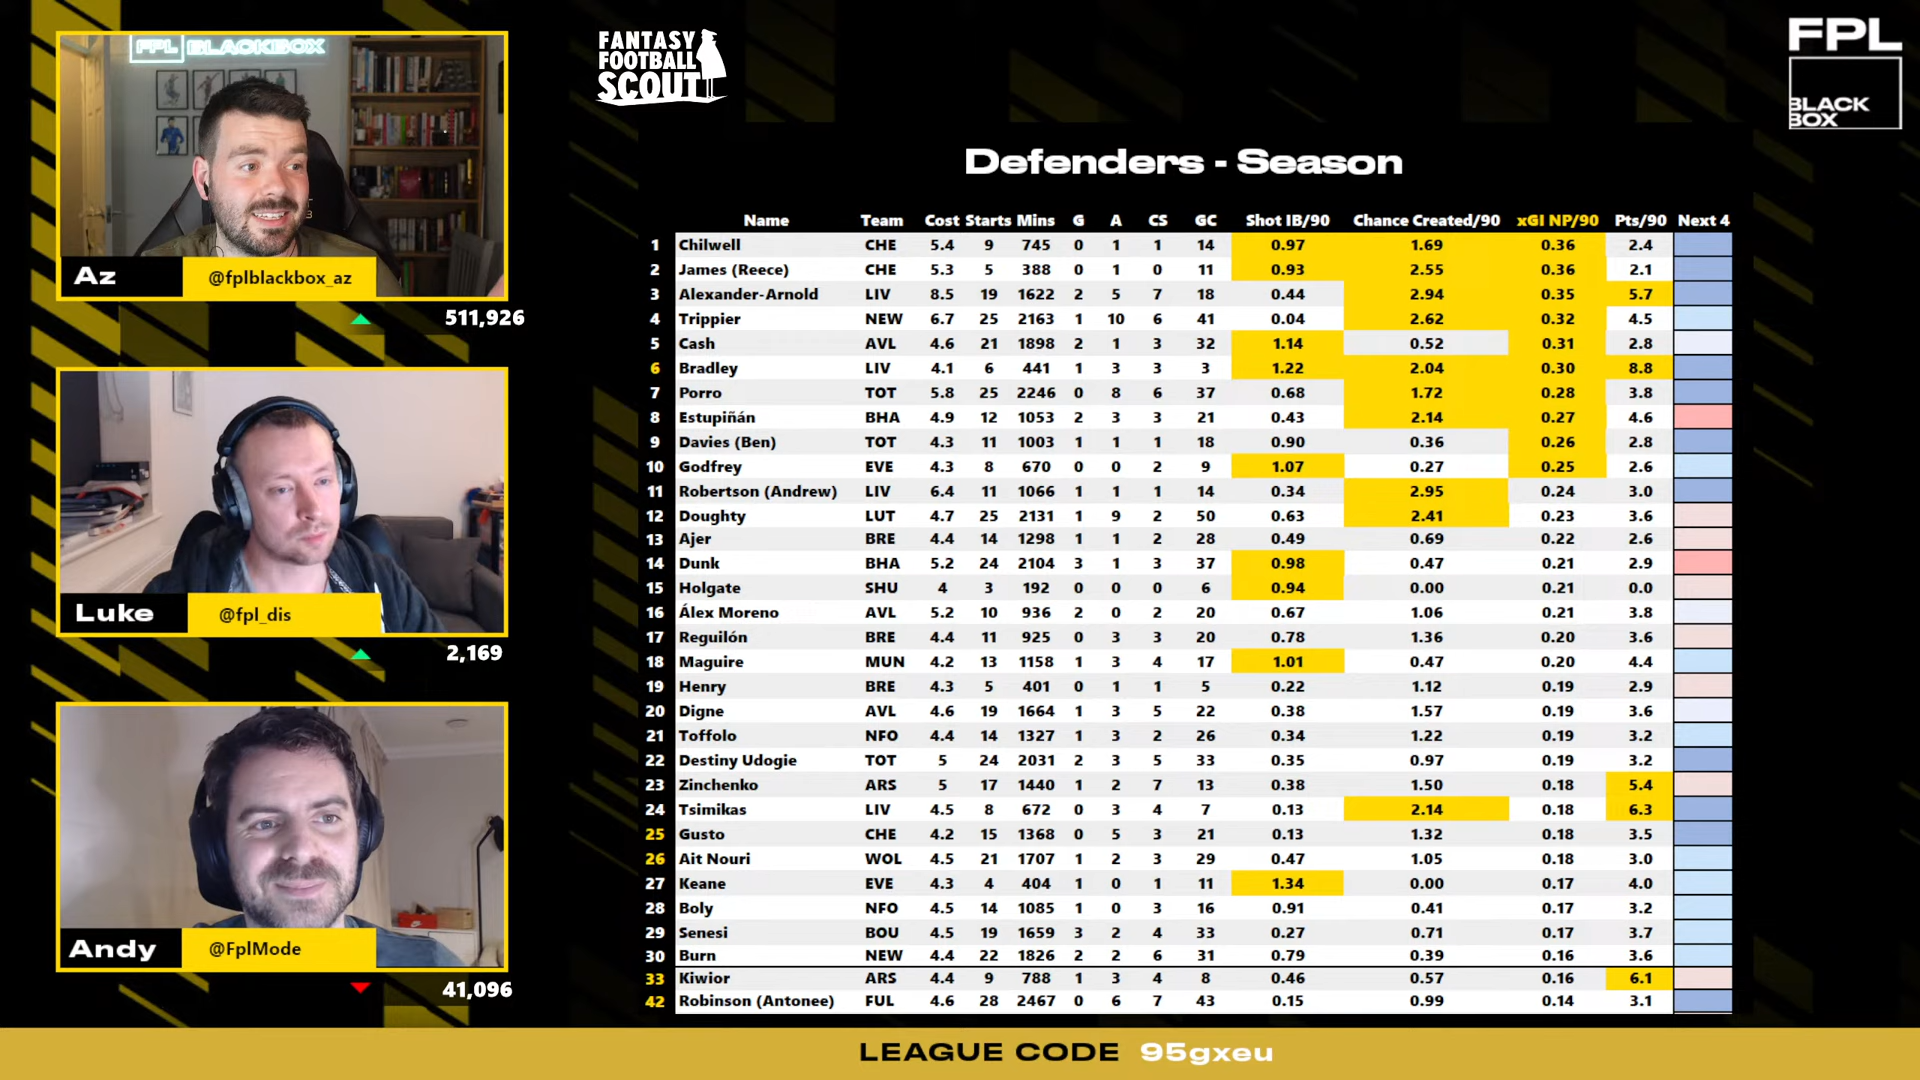 FPL BLACKBOX
Az
@fplblackbox_az
511,926
Luke
@fpl_dis
2,169
Andy
@FplMode
41,096
FANTASY
FOOTBALL
SCOUT
FPL
BLACK
BOX
Defenders - Season
Name Team Cost Starts Mins G A CS GC Shot IB/90 Chance Created/90 xGI NP/90 Pts/90 Next 4
1 Chilwell CHE 5.4 9 745 0 1 1 14 0.97 1.69 0.36 2.4
2 James (Reece) CHE 5.3 5 388 0 1 0 11 0.93 2.55 0.36 2.1
3 Alexander-Arnold LIV 8.5 19 1622 2 5 7 18 0.44 2.94 0.35 5.7
4 Trippier NEW 6.7 25 2163 1 10 6 41 0.04 2.62 0.32 4.5
5 Cash AVL 4.6 21 1898 2 1 3 32 1.14 0.52 0.31 2.8
6 Bradley LIV 4.1 6 441 1 3 3 3 1.22 2.04 0.30 8.8
7 Porro TOT 5.8 25 2246 0 8 6 37 0.68 1.72 0.28 3.8
8 Estupiñán BHA 4.9 12 1053 2 3 3 21 0.43 2.14 0.27 4.6
9 Davies (Ben) TOT 4.3 11 1003 1 1 1 18 0.90 0.36 0.26 2.8
10 Godfrey EVE 4.3 8 670 0 0 2 9 1.07 0.27 0.25 2.6
11 Robertson (Andrew) LIV 6.4 11 1066 1 1 1 14 0.34 2.95 0.24 3.0
12 Doughty LUT 4.7 25 2131 1 9 2 50 0.63 2.41 0.23 3.6
13 Ajer BRE 4.4 14 1298 1 1 2 28 0.49 0.69 0.22 2.6
14 Dunk BHA 5.2 24 2104 3 1 3 37 0.98 0.47 0.21 2.9
15 Holgate SHU 4 3 192 0 0 0 6 0.94 0.00 0.21 0.0
16 Álex Moreno AVL 5.2 10 936 2 0 2 20 0.67 1.06 0.21 3.8
17 Reguilón BRE 4.4 11 925 0 3 3 20 0.78 1.36 0.20 3.6
18 Maguire MUN 4.2 13 1158 1 3 4 17 1.01 0.47 0.20 4.4
19 Henry BRE 4.3 5 401 0 1 1 5 0.22 1.12 0.19 2.9
20 Digne AVL 4.6 19 1664 1 3 5 22 0.38 1.57 0.19 3.6
21 Toffolo NFO 4.4 14 1327 1 3 2 26 0.34 1.22 0.19 3.2
22 Destiny Udogie TOT 5 24 2031 2 3 5 33 0.35 0.97 0.19 3.2
23 Zinchenko ARS 5 17 1440 1 2 7 13 0.38 1.50 0.18 5.4
24 Tsimikas LIV 4.5 8 672 0 3 4 7 0.13 2.14 0.18 6.3
25 Gusto CHE 4.2 15 1368 0 5 3 21 0.13 1.32 0.18 3.5
26 Ait Nouri WOL 4.5 21 1707 1 2 3 29 0.47 1.05 0.18 3.0
27 Keane EVE 4.3 4 404 1 0 1 11 1.34 0.00 0.17 4.0
28 Boly NFO 4.5 14 1085 1 0 3 16 0.91 0.41 0.17 3.2
29 Senesi BOU 4.5 19 1659 3 2 4 33 0.27 0.71 0.17 3.7
30 Burn NEW 4.4 22 1826 2 2 6 31 0.79 0.39 0.16 3.6
33 Kiwior ARS 4.4 9 788 1 3 4 8 0.46 0.57 0.16 6.1
42 Robinson (Antonee) FUL 4.6 28 2467 0 6 7 43 0.15 0.99 0.14 3.1
LEAGUE CODE 95gxeu